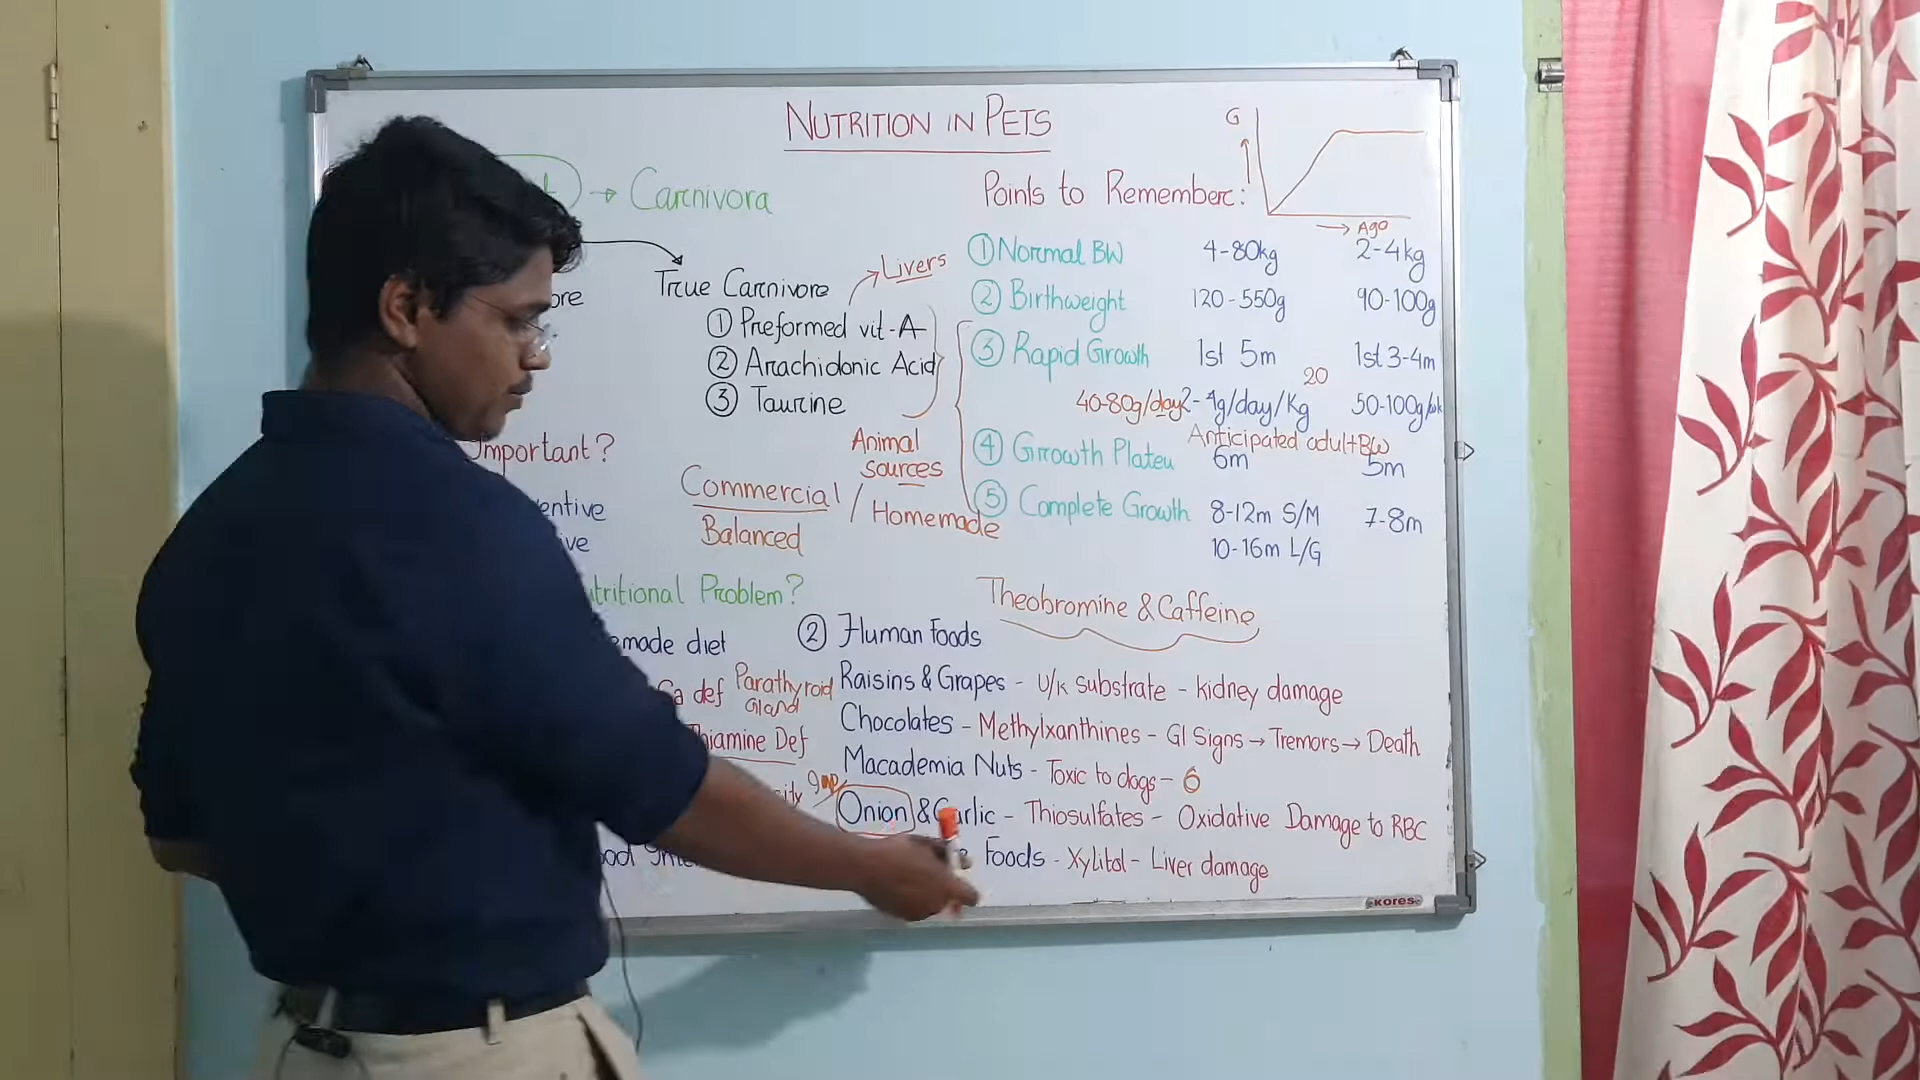 NUTRITION IN PETS
G
→ Carnivora
Points to Remember:
→ Age
True Carnivore
Livers
① Preformed vit-A
② Arachidonic Acid
③ Taurine
Animal
sources
Important?
Commercial / Homemade
Balanced
① Normal BW 4-80kg 2-4kg
② Birthweight 120-550g 90-100g
③ Rapid Growth 1st 5m 1st 3-4m
20
40-80g/day 2-4g/day/Kg 50-100g/wk
Anticipated adult BW
④ Growth Plateu 6m 5m
⑤ Complete Growth 8-12m S/M 7-8m
10-16m L/G
Problem?
Theobromine & Caffeine
diet
② Human Foods
Ca def Parathyroid
Gland
Thiamine Def
Raisins & Grapes - U/K substrate - kidney damage
Chocolates - Methylxanthines - GI Signs → Tremors → Death
Macademia Nuts - Toxic to dogs - 6
Onion & Garlic - Thiosulfates - Oxidative Damage to RBC
Foods - Xylitol - Liver damage
KORES